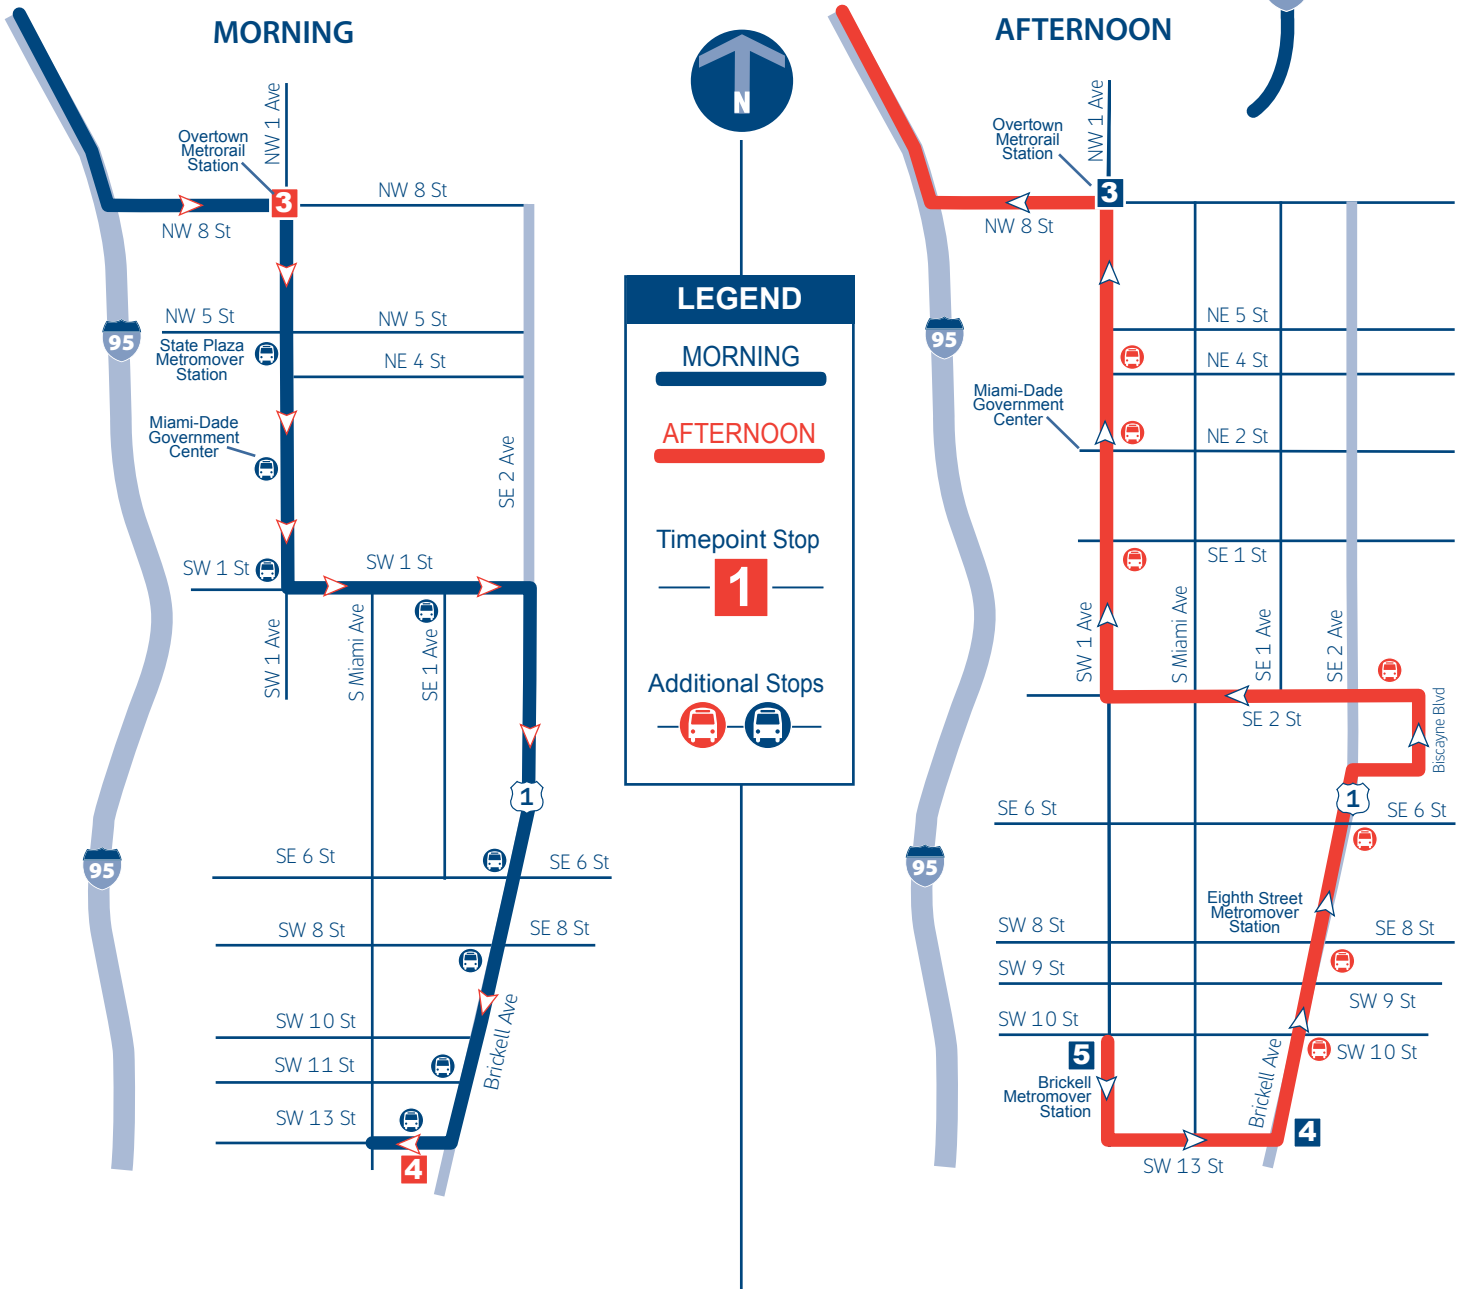 MORNING
NW 1 Ave
Overtown
Metrorail
Station
3
NW 8 St
NW 8 St
NW 5 St
NW 5 St
95
State Plaza
Metromover
Station
NE 4 St
Miami-Dade
Government
Center
SE 2 Ave
SW 1 St
SW 1 St
SW 1 Ave
S Miami Ave
SE 1 Ave
1
SE 6 St
SE 6 St
95
SW 8 St
SE 8 St
SW 10 St
Brickell Ave
SW 11 St
SW 13 St
4
N
LEGEND
MORNING
AFTERNOON
Timepoint Stop
1
Additional Stops
AFTERNOON
NW 1 Ave
Overtown
Metrorail
Station
3
NW 8 St
95
NE 5 St
NE 4 St
Miami-Dade
Government
Center
NE 2 St
SE 1 St
SW 1 Ave
S Miami Ave
SE 1 Ave
SE 2 Ave
SE 2 St
Biscayne Blvd
1
SE 6 St
SE 6 St
95
Eighth Street
Metromover
Station
SW 8 St
SE 8 St
SW 9 St
SW 9 St
SW 10 St
SW 10 St
5
Brickell
Metromover
Station
Brickell Ave
4
SW 13 St